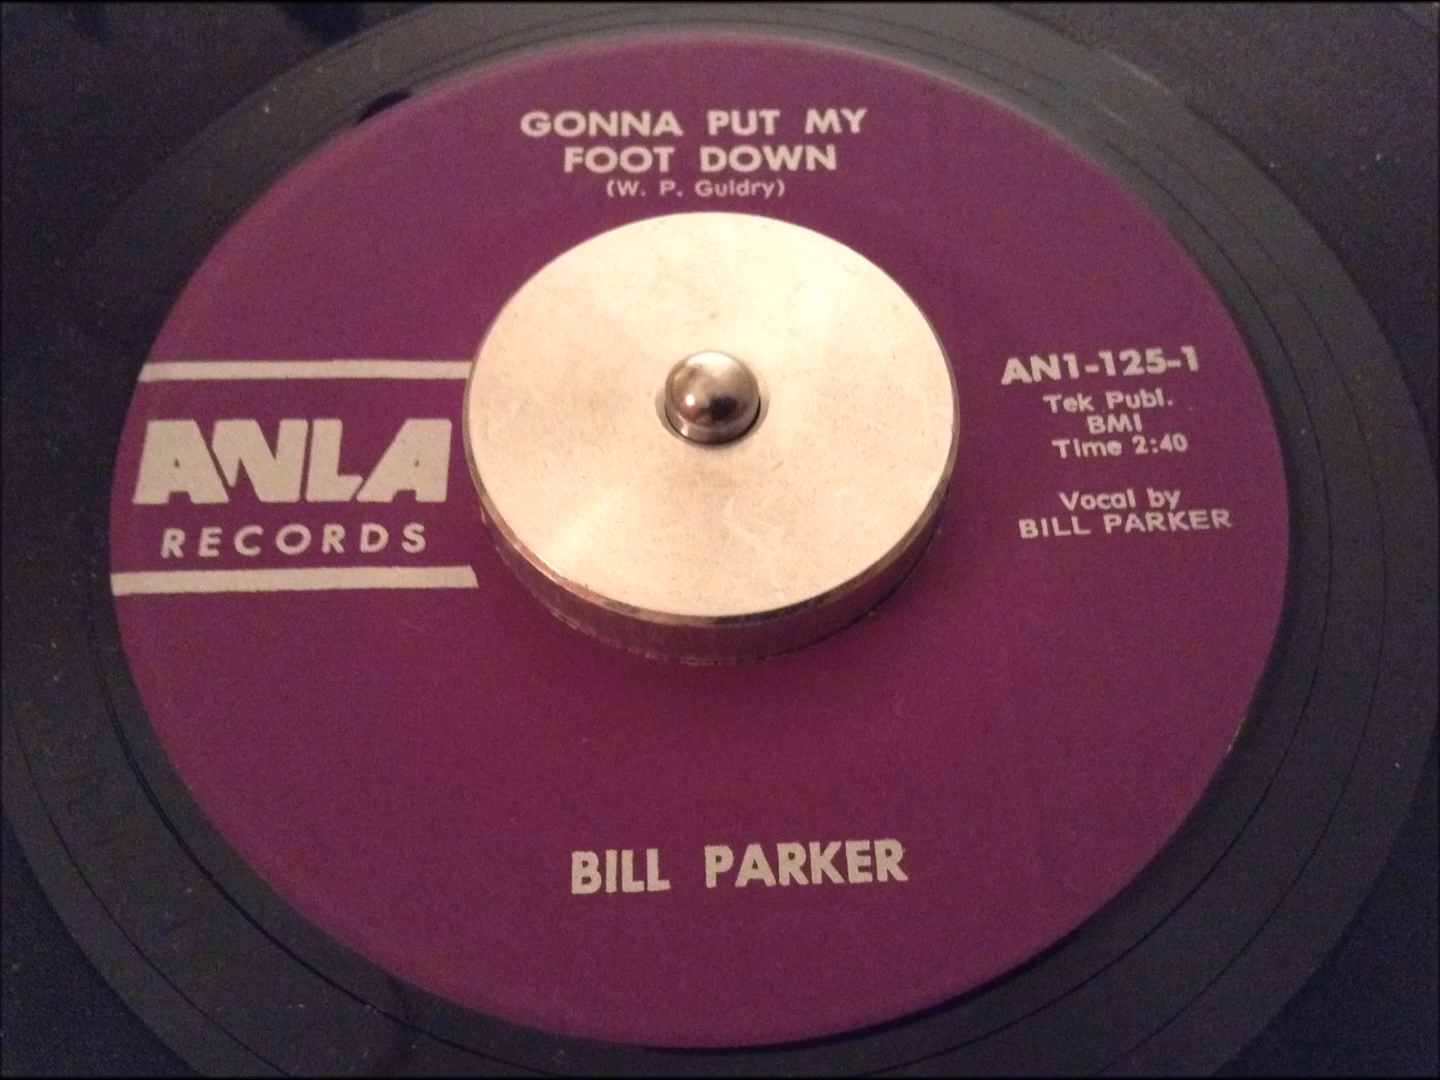 GONNA PUT MY
FOOT DOWN
(W. P. Guidry)
ANLA
RECORDS
AN1-125-1
Tek Publ.
BMI
Time 2:40
Vocal by
BILL PARKER
BILL PARKER